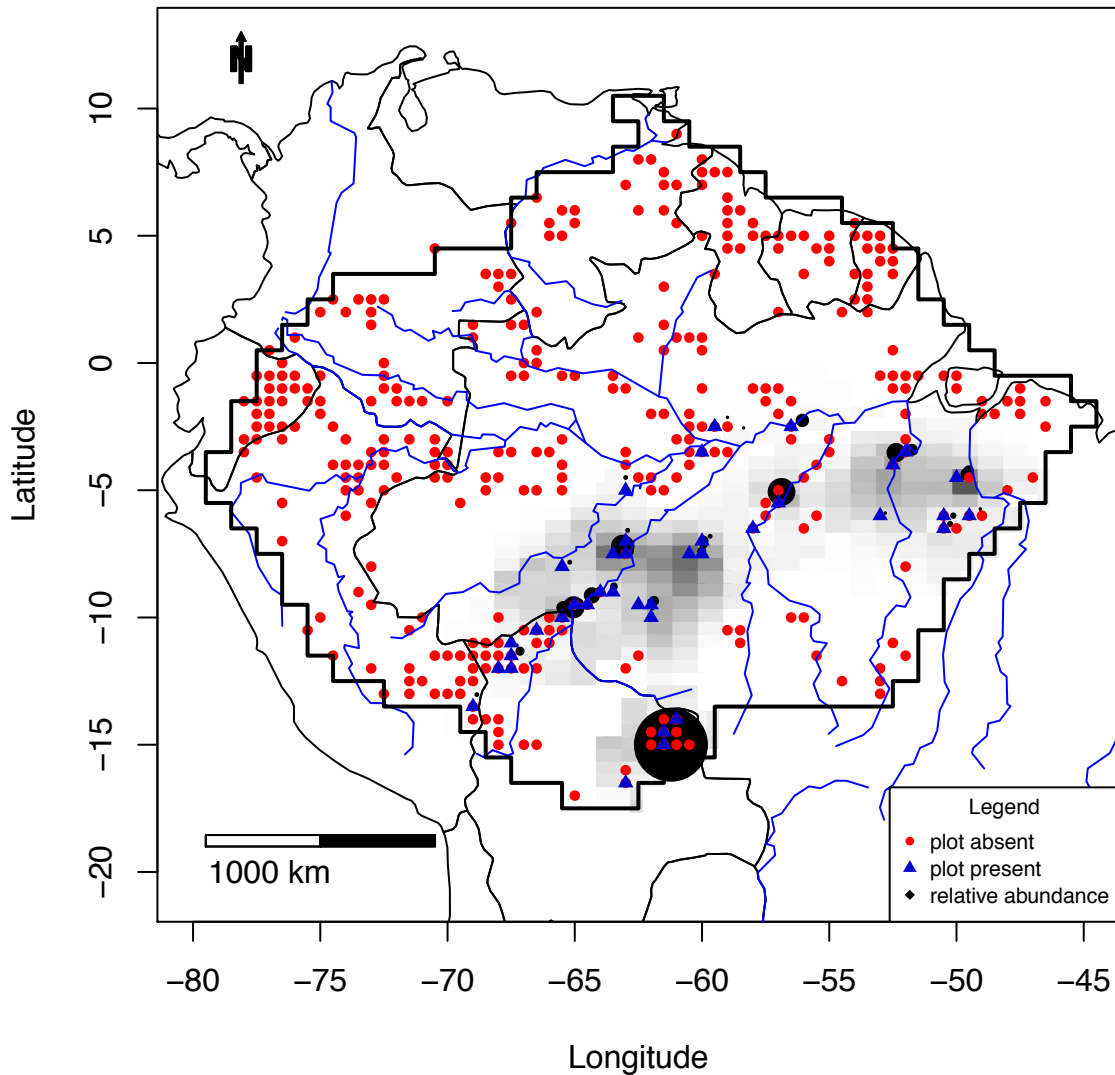 N
10
5
0
−5
−10
−15
−20
Latitude
1000 km
Legend
plot absent
plot present
relative abundance
−80 −75 −70 −65 −60 −55 −50 −45
Longitude